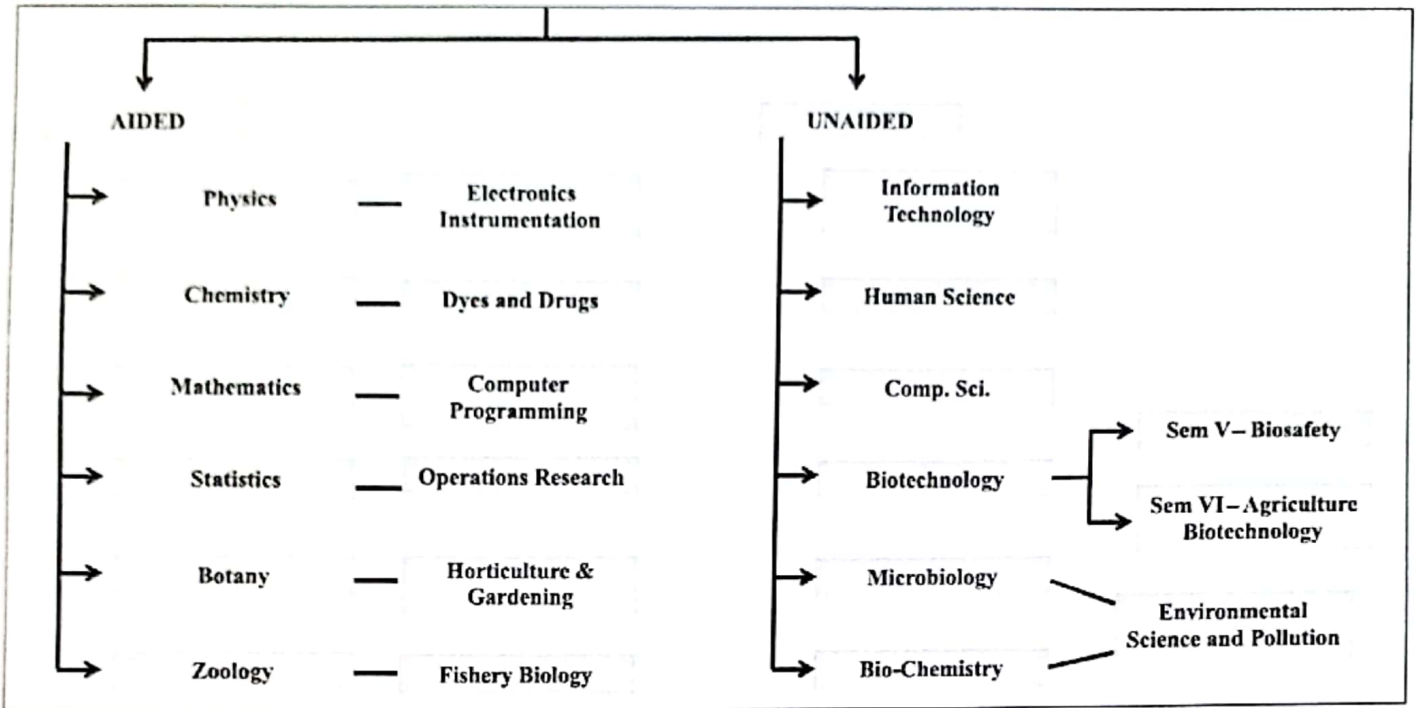 AIDED
Physics
Electronics
Instrumentation
Chemistry
Dyes and Drugs
Mathematics
Computer
Programming
Statistics
Operations Research
Botany
Horticulture &
Gardening
Zoology
Fishery Biology
UNAIDED
Information
Technology
Human Science
Comp. Sci.
Biotechnology
Sem V– Biosafety
Sem VI– Agriculture
Biotechnology
Microbiology
Bio-Chemistry
Environmental
Science and Pollution